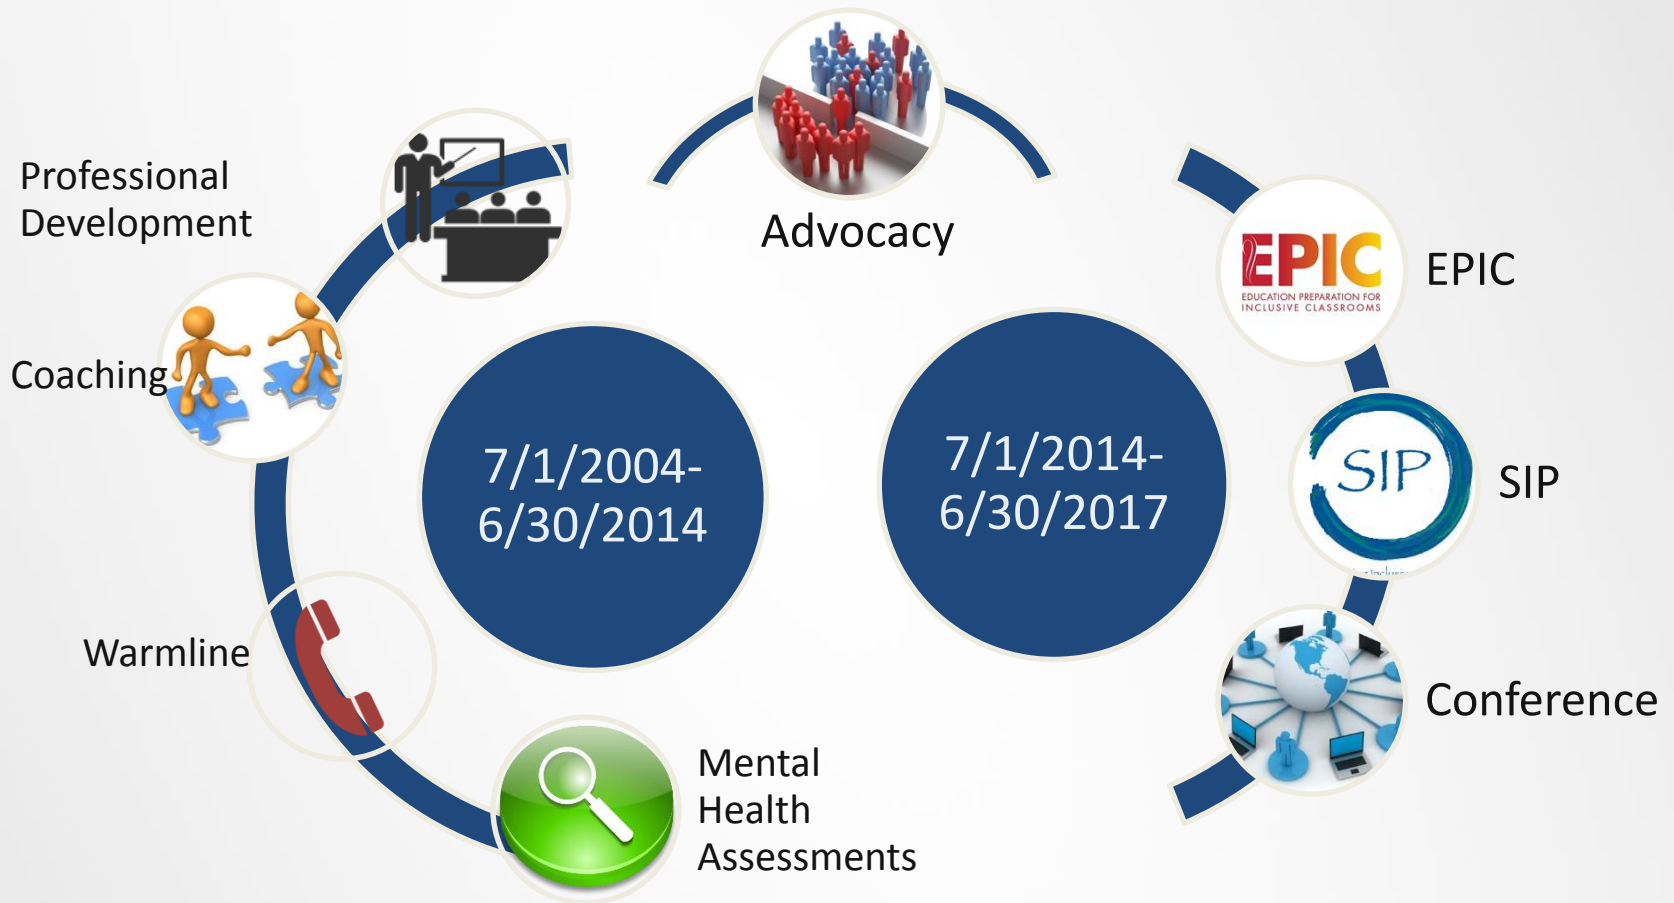 Advocacy
Professional
Development
Coaching
Warmline
Mental
Health
Assessments
7/1/2004-
6/30/2014
7/1/2014-
6/30/2017
EPIC
EDUCATION PREPARATION FOR
INCLUSIVE CLASSROOMS
EPIC
SIP
SIP
Conference